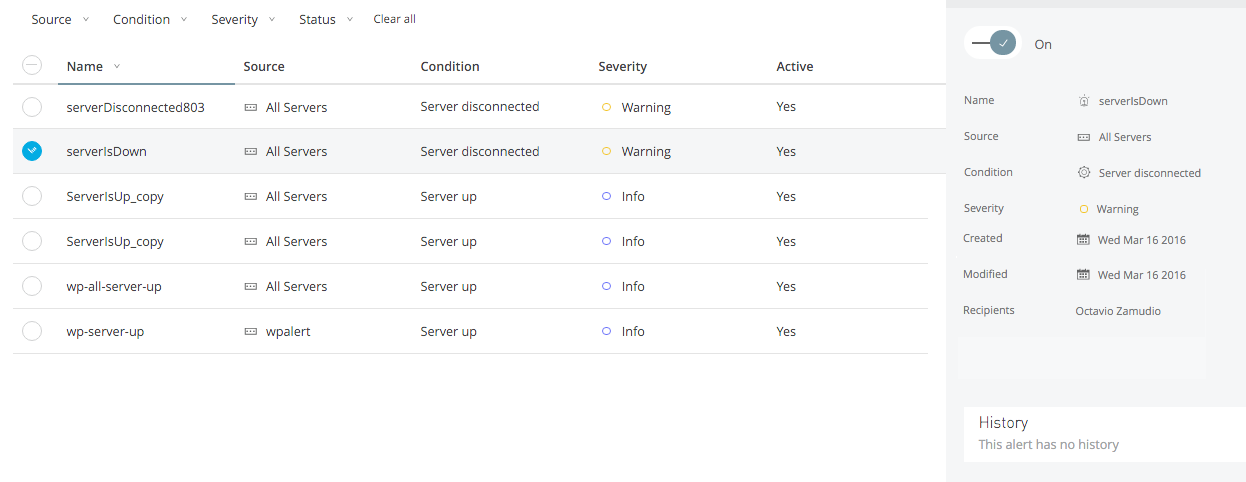 Source Condition Severity Status Clear all
Name Source Condition Severity Active
serverDisconnected803 All Servers Server disconnected Warning Yes
serverIsDown All Servers Server disconnected Warning Yes
ServerIsUp_copy All Servers Server up Info Yes
ServerIsUp_copy All Servers Server up Info Yes
wp-all-server-up All Servers Server up Info Yes
wp-server-up wpalert Server up Info Yes
On
Name serverIsDown
Source All Servers
Condition Server disconnected
Severity Warning
Created Wed Mar 16 2016
Modified Wed Mar 16 2016
Recipients Octavio Zamudio
History
This alert has no history